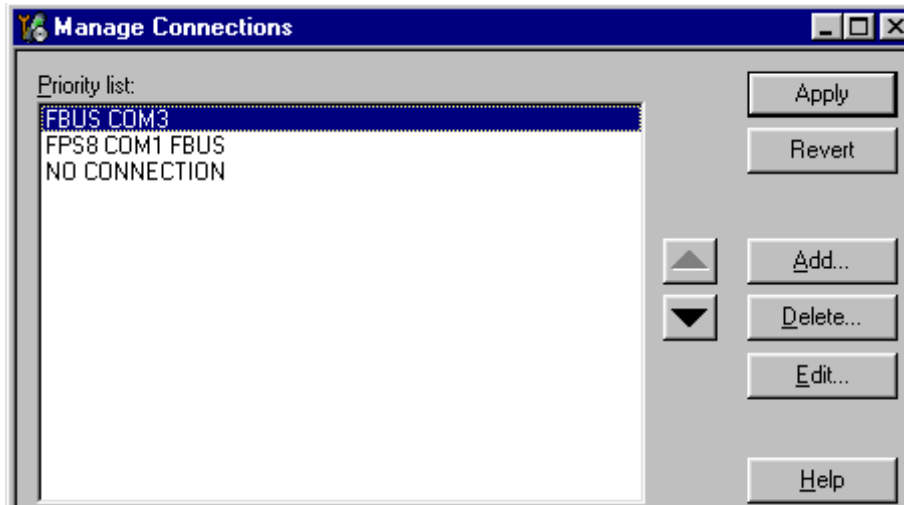 Manage Connections
Priority list:
FBUS COM3
FPS8 COM1 FBUS
NO CONNECTION
Apply
Revert
Add...
Delete...
Edit...
Help